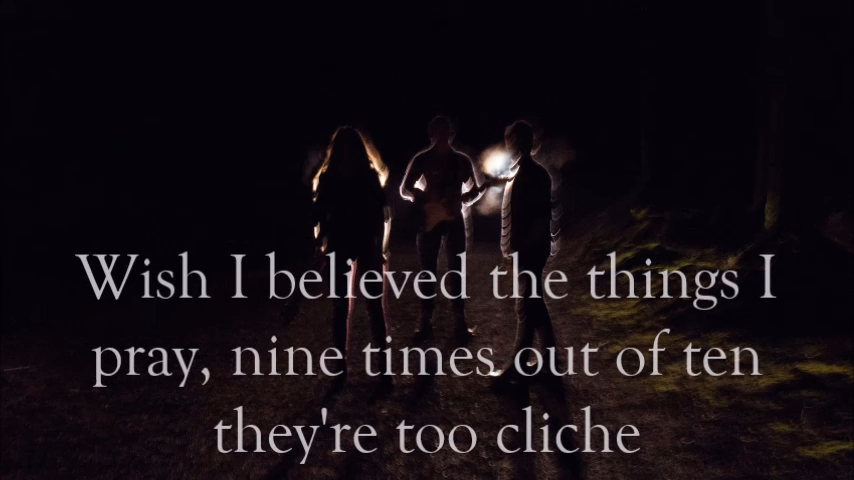 Wish I believed the things I
pray, nine times out of ten
they're too cliche